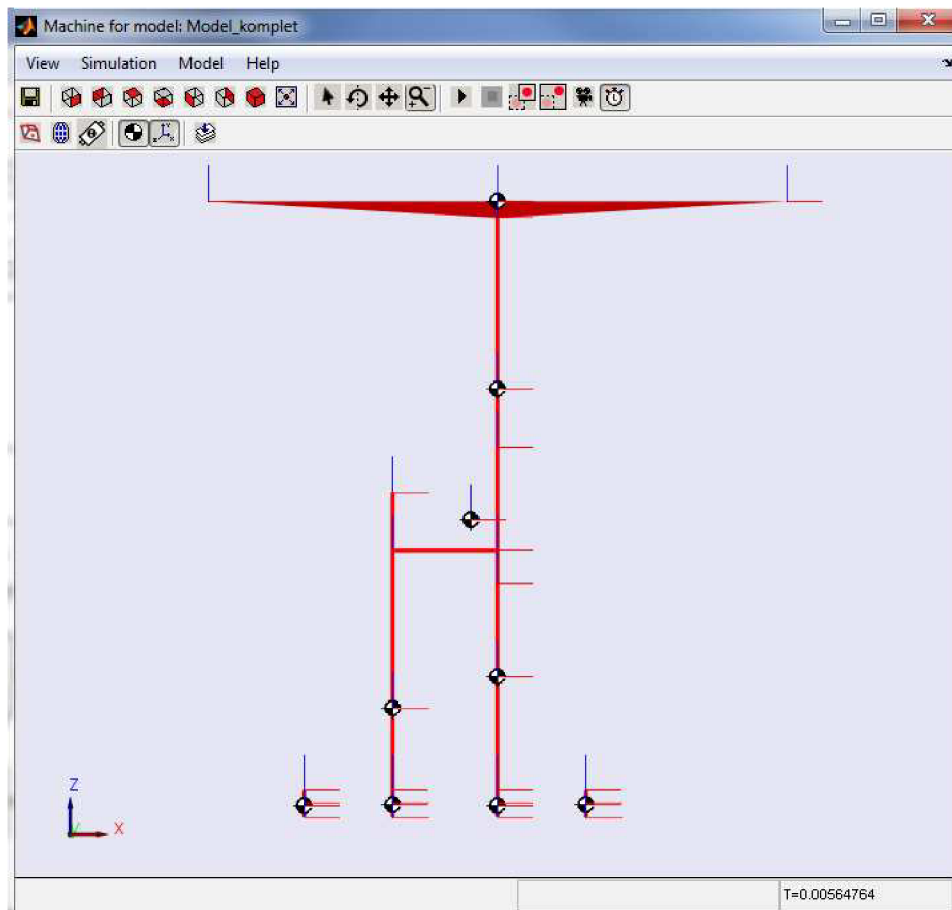 Machine for model: Model_komplet
View Simulation Model Help
Z
X
T=0.00564764